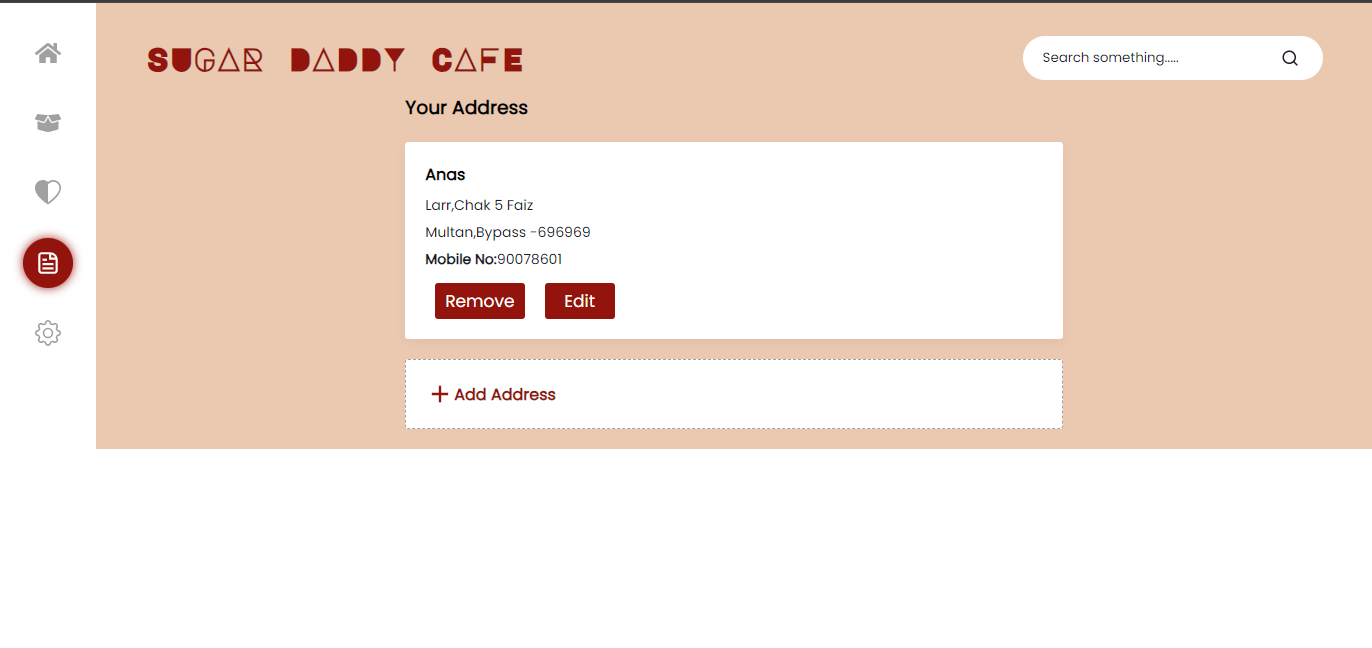 SUGAR DADDY CAFE
Search something.....
Your Address
Anas
Larr,Chak 5 Faiz
Multan,Bypass -696969
Mobile No:90078601
Remove Edit
Add Address